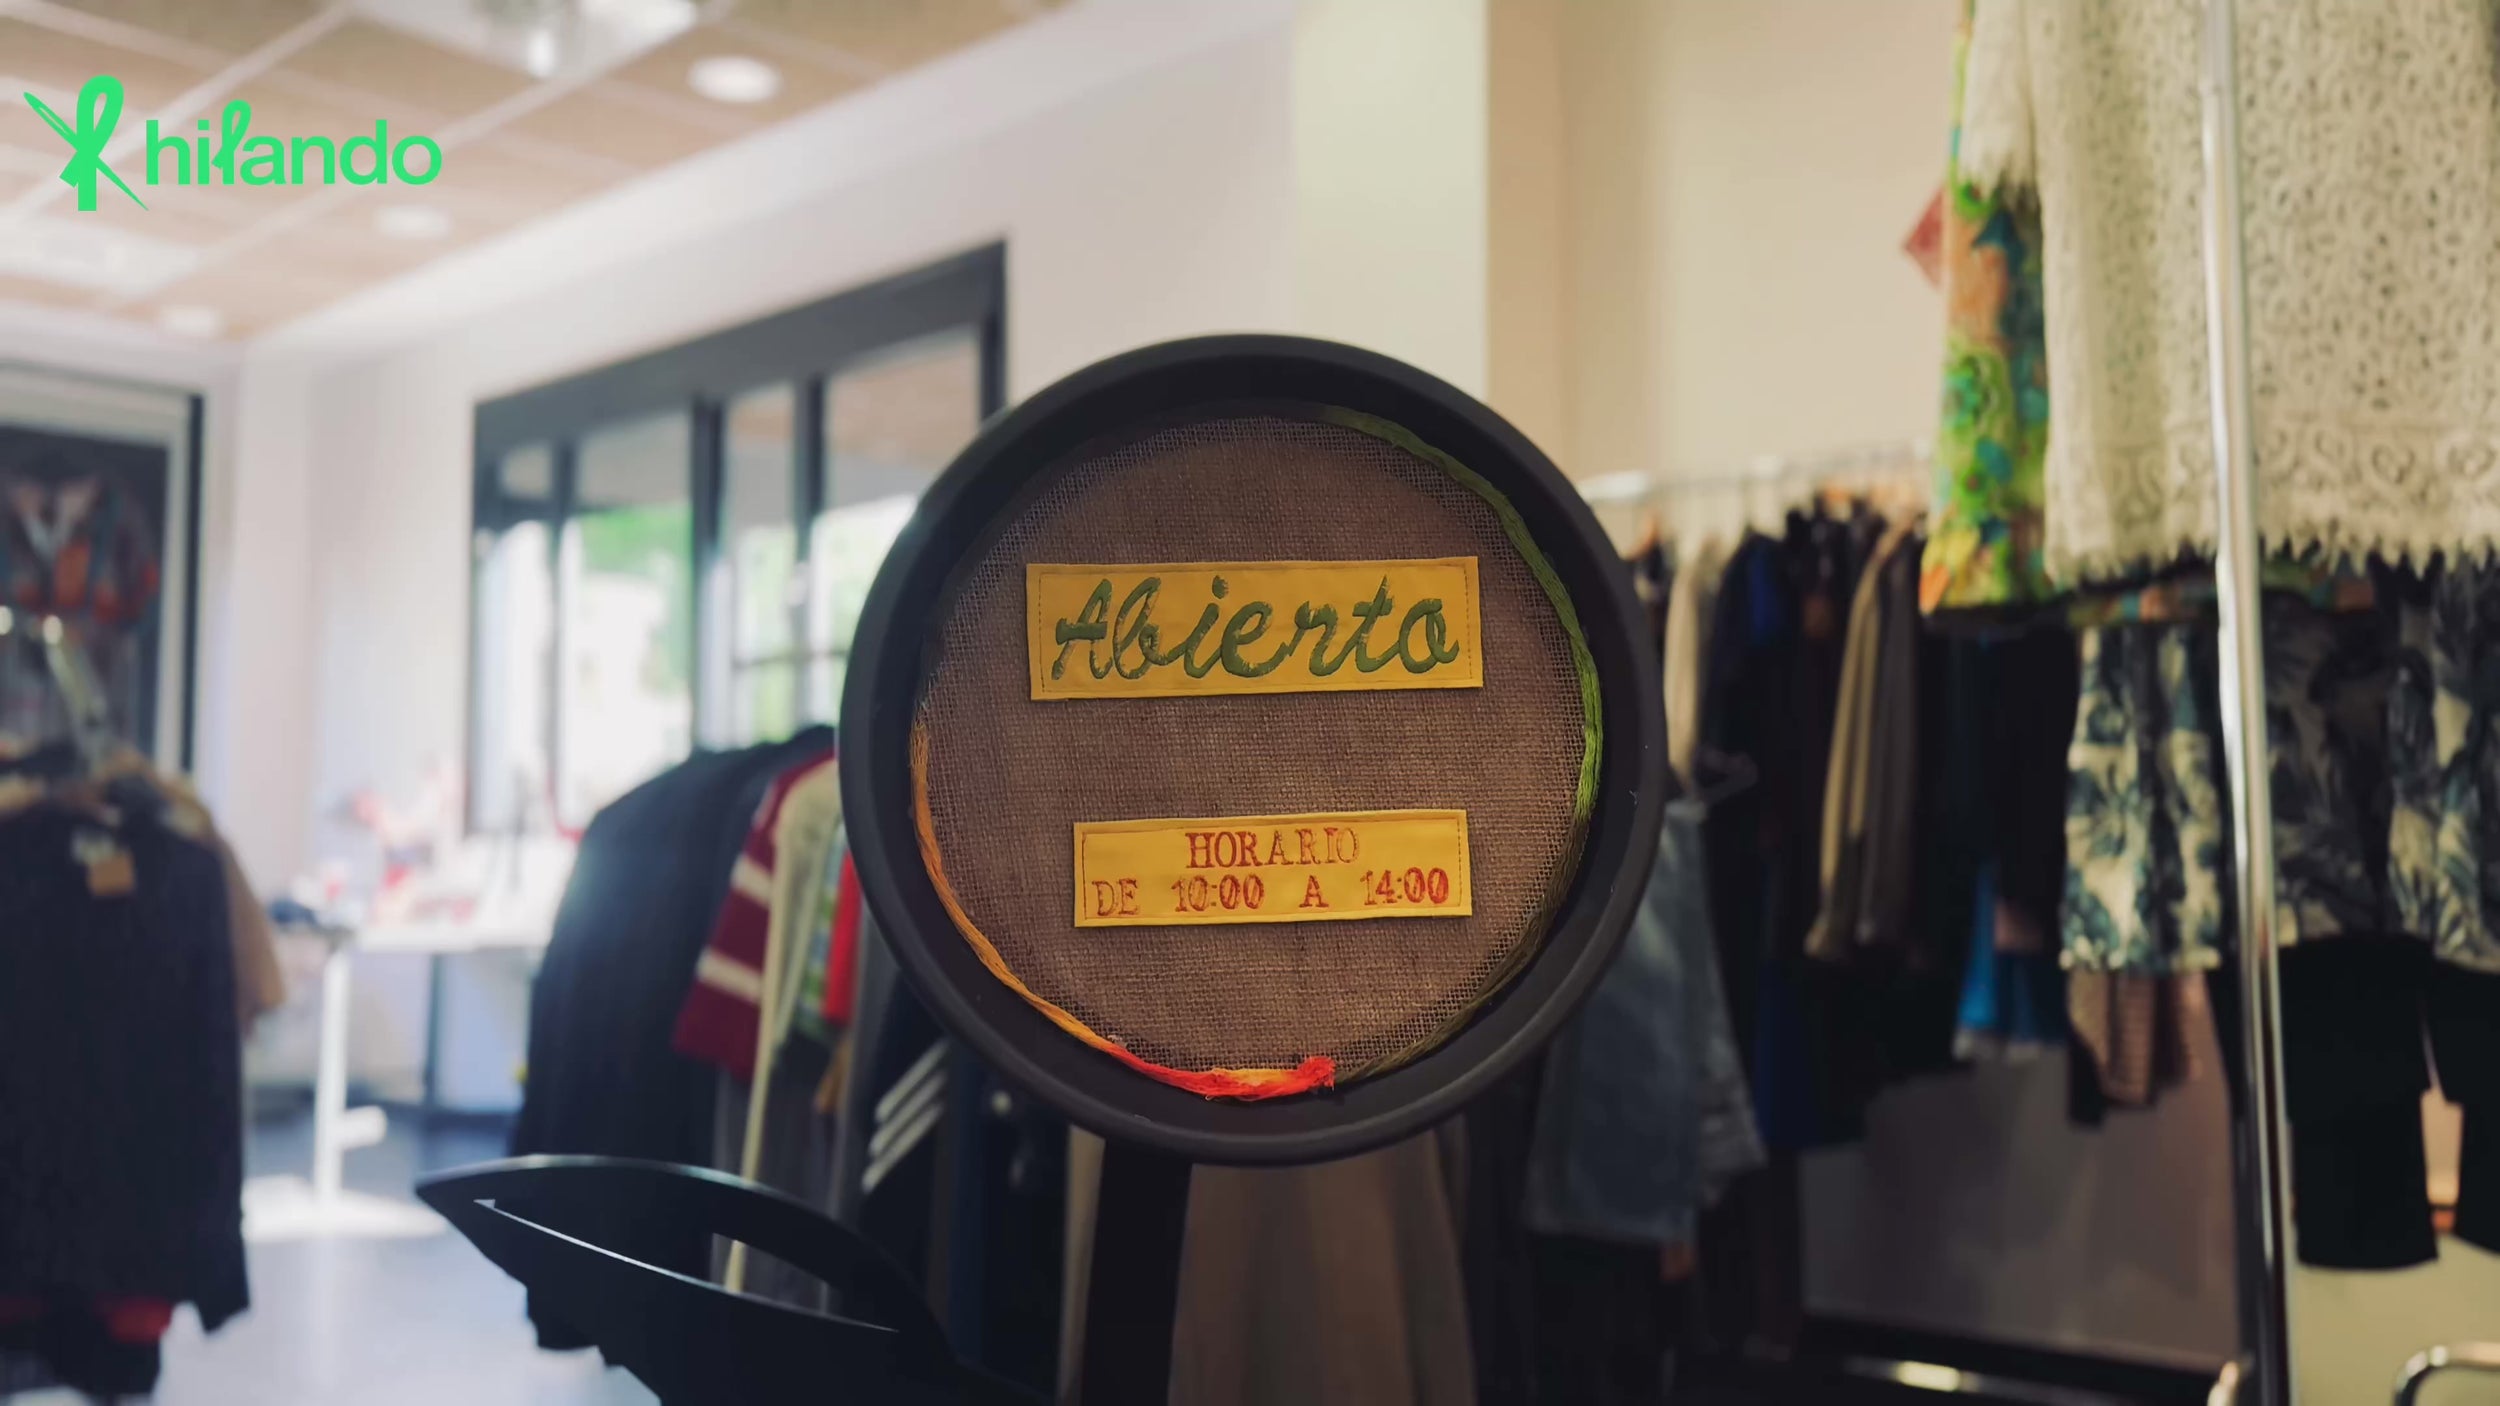 hilando
Abierto
HORARIO
DE 10:00 A 14:00